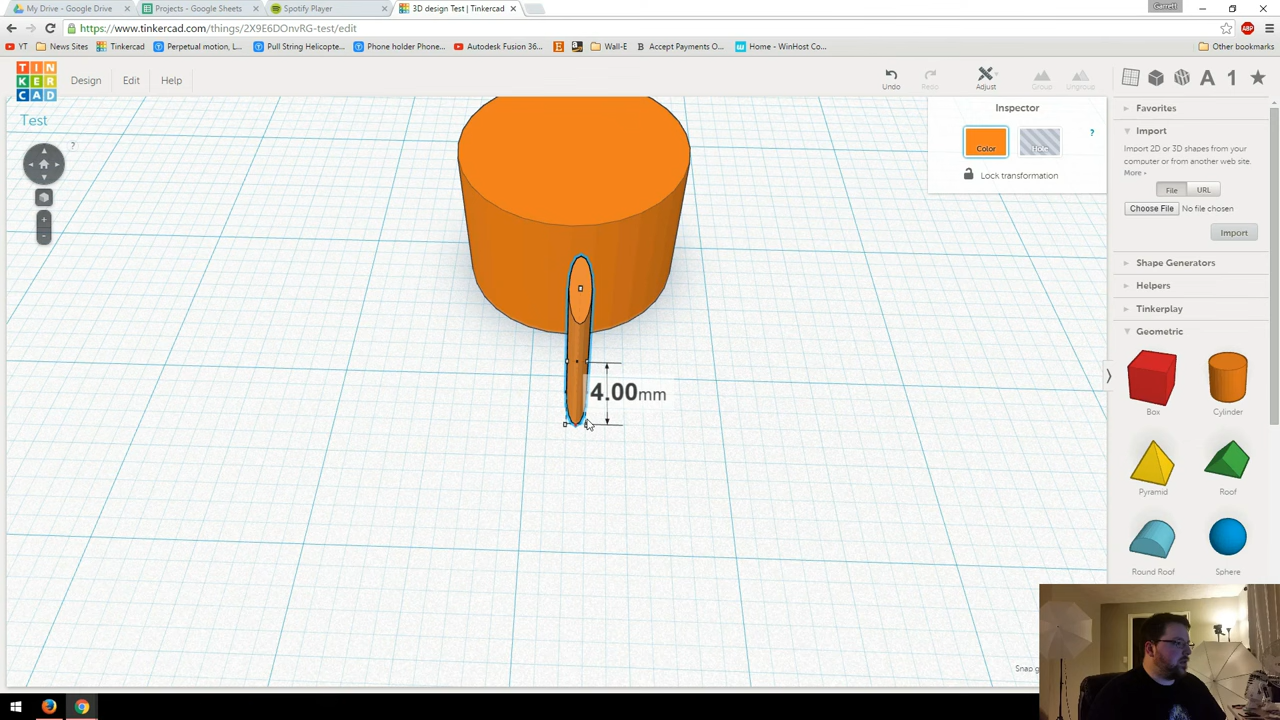 My Drive - Google Drive
Projects - Google Sheets
Spotify Player
3D design Test | Tinkercad
Garrett
https://www.tinkercad.com/things/2X9E6DOnvRG-test/edit
ABP
YT
News Sites
Tinkercad
Perpetual motion, L...
Pull String Helicopte...
Phone holder Phone...
Autodesk Fusion 36...
Wall-E
Accept Payments O...
Home - WinHost Co...
Other bookmarks
TIN
KER
CAD
Design
Edit
Help
Undo
Redo
Adjust
Group
Ungroup
Test
?
Inspector
Color
Hole
?
Lock transformation
Favorites
Import
Import 2D or 3D shapes from your
computer or from another web site.
More
File
URL
Choose File
No file chosen
Import
Shape Generators
Helpers
Tinkerplay
Geometric
Box
Cylinder
Pyramid
Roof
Round Roof
Sphere
4.00mm
Snap